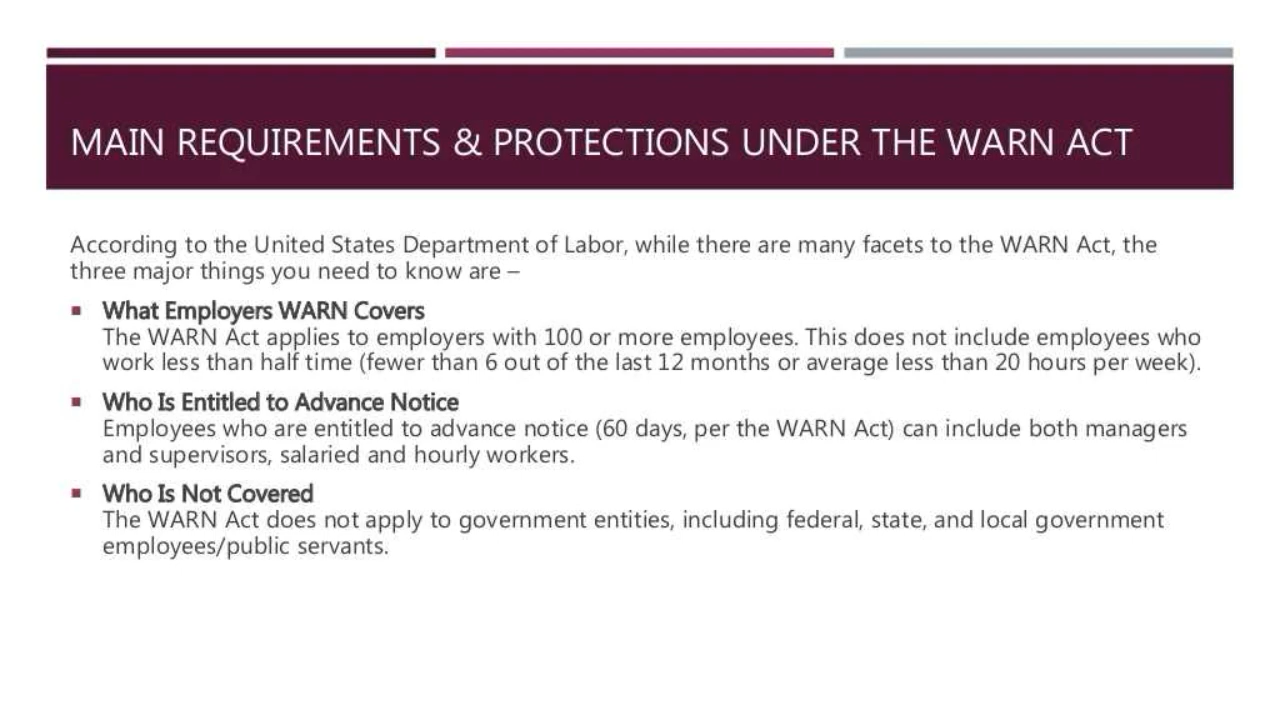 MAIN REQUIREMENTS & PROTECTIONS UNDER THE WARN ACT
According to the United States Department of Labor, while there are many facets to the WARN Act, the
three major things you need to know are –
What Employers WARN Covers
The WARN Act applies to employers with 100 or more employees. This does not include employees who
work less than half time (fewer than 6 out of the last 12 months or average less than 20 hours per week).
Who Is Entitled to Advance Notice
Employees who are entitled to advance notice (60 days, per the WARN Act) can include both managers
and supervisors, salaried and hourly workers.
Who Is Not Covered
The WARN Act does not apply to government entities, including federal, state, and local government
employees/public servants.